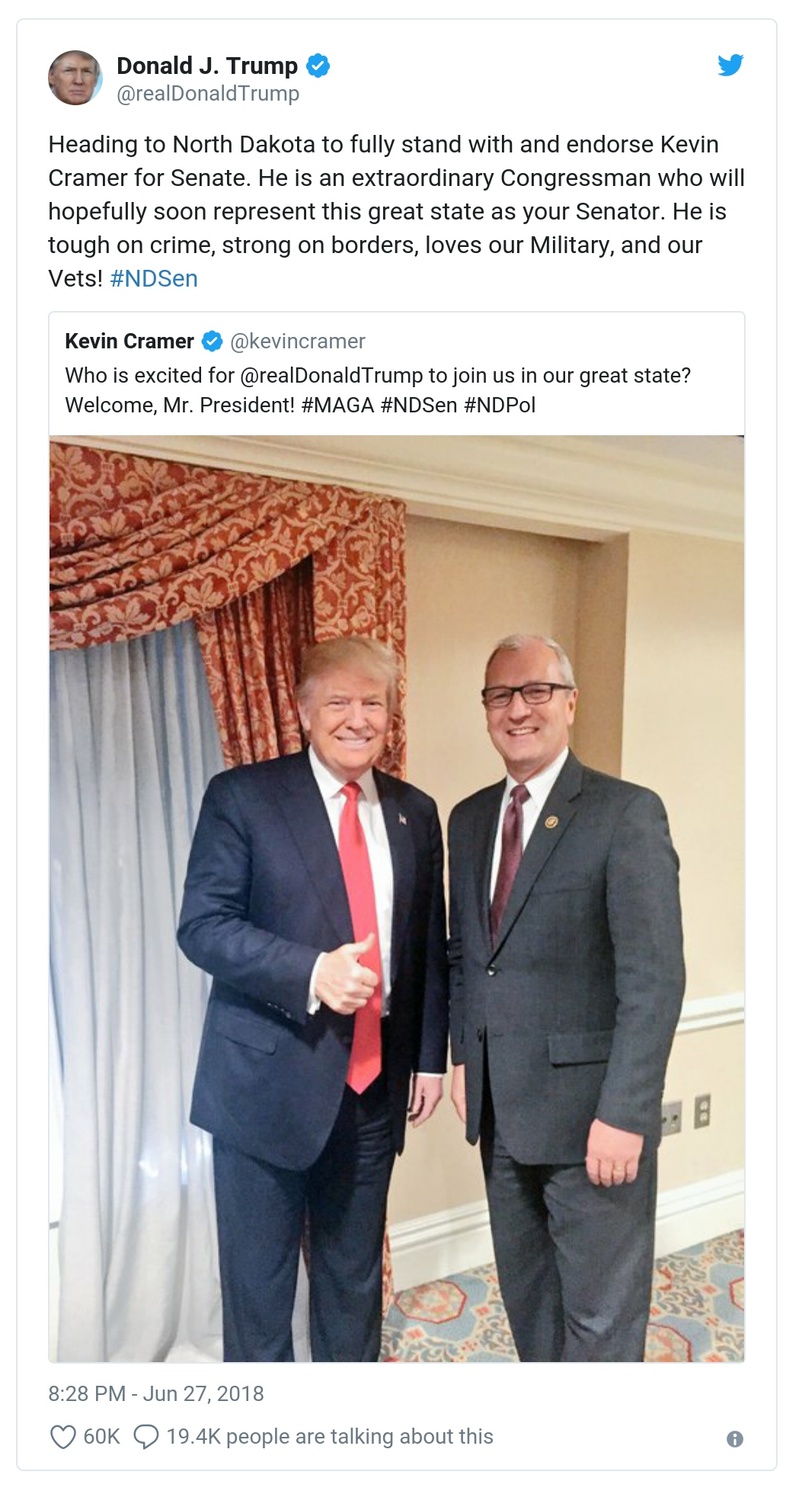 Donald J. Trump
@realDonaldTrump
Heading to North Dakota to fully stand with and endorse Kevin
Cramer for Senate. He is an extraordinary Congressman who will
hopefully soon represent this great state as your Senator. He is
tough on crime, strong on borders, loves our Military, and our
Vets! #NDSen
Kevin Cramer @kevincramer
Who is excited for @realDonaldTrump to join us in our great state?
Welcome, Mr. President! #MAGA #NDSen #NDPol
8:28 PM - Jun 27, 2018
60K 19.4K people are talking about this